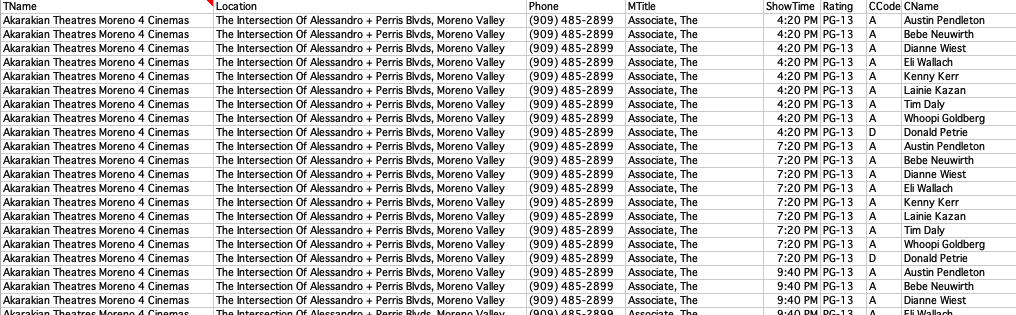 TName Location Phone MTitle ShowTime Rating CCode CName
Akarakian Theatres Moreno 4 Cinemas The Intersection Of Alessandro + Perris Blvds, Moreno Valley (909) 485-2899 Associate, The 4:20 PM PG-13 A Austin Pendleton
Akarakian Theatres Moreno 4 Cinemas The Intersection Of Alessandro + Perris Blvds, Moreno Valley (909) 485-2899 Associate, The 4:20 PM PG-13 A Bebe Neuwirth
Akarakian Theatres Moreno 4 Cinemas The Intersection Of Alessandro + Perris Blvds, Moreno Valley (909) 485-2899 Associate, The 4:20 PM PG-13 A Dianne Wiest
Akarakian Theatres Moreno 4 Cinemas The Intersection Of Alessandro + Perris Blvds, Moreno Valley (909) 485-2899 Associate, The 4:20 PM PG-13 A Eli Wallach
Akarakian Theatres Moreno 4 Cinemas The Intersection Of Alessandro + Perris Blvds, Moreno Valley (909) 485-2899 Associate, The 4:20 PM PG-13 A Kenny Kerr
Akarakian Theatres Moreno 4 Cinemas The Intersection Of Alessandro + Perris Blvds, Moreno Valley (909) 485-2899 Associate, The 4:20 PM PG-13 A Lainie Kazan
Akarakian Theatres Moreno 4 Cinemas The Intersection Of Alessandro + Perris Blvds, Moreno Valley (909) 485-2899 Associate, The 4:20 PM PG-13 A Tim Daly
Akarakian Theatres Moreno 4 Cinemas The Intersection Of Alessandro + Perris Blvds, Moreno Valley (909) 485-2899 Associate, The 4:20 PM PG-13 A Whoopi Goldberg
Akarakian Theatres Moreno 4 Cinemas The Intersection Of Alessandro + Perris Blvds, Moreno Valley (909) 485-2899 Associate, The 4:20 PM PG-13 D Donald Petrie
Akarakian Theatres Moreno 4 Cinemas The Intersection Of Alessandro + Perris Blvds, Moreno Valley (909) 485-2899 Associate, The 7:20 PM PG-13 A Austin Pendleton
Akarakian Theatres Moreno 4 Cinemas The Intersection Of Alessandro + Perris Blvds, Moreno Valley (909) 485-2899 Associate, The 7:20 PM PG-13 A Bebe Neuwirth
Akarakian Theatres Moreno 4 Cinemas The Intersection Of Alessandro + Perris Blvds, Moreno Valley (909) 485-2899 Associate, The 7:20 PM PG-13 A Dianne Wiest
Akarakian Theatres Moreno 4 Cinemas The Intersection Of Alessandro + Perris Blvds, Moreno Valley (909) 485-2899 Associate, The 7:20 PM PG-13 A Eli Wallach
Akarakian Theatres Moreno 4 Cinemas The Intersection Of Alessandro + Perris Blvds, Moreno Valley (909) 485-2899 Associate, The 7:20 PM PG-13 A Kenny Kerr
Akarakian Theatres Moreno 4 Cinemas The Intersection Of Alessandro + Perris Blvds, Moreno Valley (909) 485-2899 Associate, The 7:20 PM PG-13 A Lainie Kazan
Akarakian Theatres Moreno 4 Cinemas The Intersection Of Alessandro + Perris Blvds, Moreno Valley (909) 485-2899 Associate, The 7:20 PM PG-13 A Tim Daly
Akarakian Theatres Moreno 4 Cinemas The Intersection Of Alessandro + Perris Blvds, Moreno Valley (909) 485-2899 Associate, The 7:20 PM PG-13 A Whoopi Goldberg
Akarakian Theatres Moreno 4 Cinemas The Intersection Of Alessandro + Perris Blvds, Moreno Valley (909) 485-2899 Associate, The 7:20 PM PG-13 D Donald Petrie
Akarakian Theatres Moreno 4 Cinemas The Intersection Of Alessandro + Perris Blvds, Moreno Valley (909) 485-2899 Associate, The 9:40 PM PG-13 A Austin Pendleton
Akarakian Theatres Moreno 4 Cinemas The Intersection Of Alessandro + Perris Blvds, Moreno Valley (909) 485-2899 Associate, The 9:40 PM PG-13 A Bebe Neuwirth
Akarakian Theatres Moreno 4 Cinemas The Intersection Of Alessandro + Perris Blvds, Moreno Valley (909) 485-2899 Associate, The 9:40 PM PG-13 A Dianne Wiest
Akarakian Theatres Moreno 4 Cinemas The Intersection Of Alessandro + Perris Blvds, Moreno Valley (909) 485-2899 Associate, The 9:40 PM PG-13 A Eli Wallach